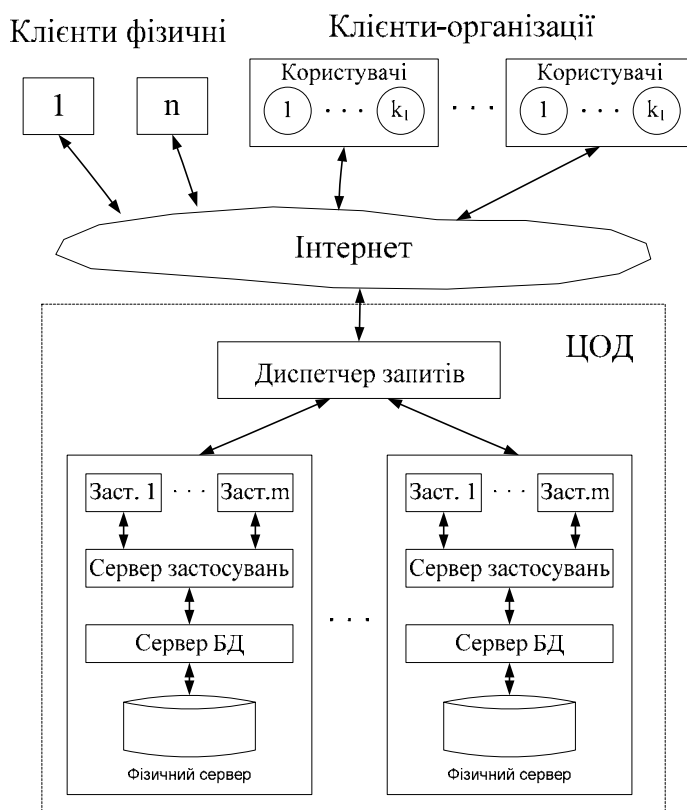 Клієнти фізичні
Клієнти-організації
1
n
Користувачі
1 · · · k₁
· · ·
Користувачі
1 · · · k₁
Інтернет
ЦОД
Диспетчер запитів
Заст. 1 · · · Заст.m
Сервер застосувань
Сервер БД
Фізичний сервер
· · ·
Заст. 1 · · · Заст.m
Сервер застосувань
Сервер БД
Фізичний сервер